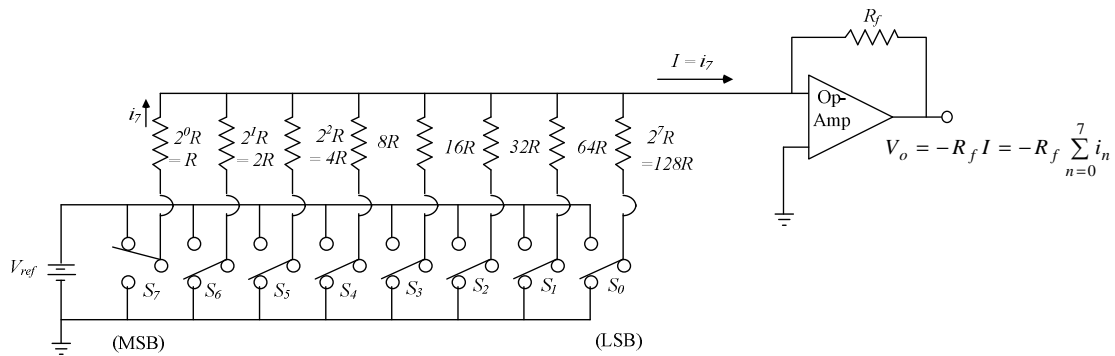 R_f
I = i_7
i_7
2^0R
= R
2^1R
= 2R
2^2R
= 4R
8R
16R
32R
64R
2^7R
=128R
Op-
Amp
V_o = -R_f I = -R_f \sum_{n=0}^{7} i_n
V_ref
S_7
S_6
S_5
S_4
S_3
S_2
S_1
S_0
(MSB)
(LSB)